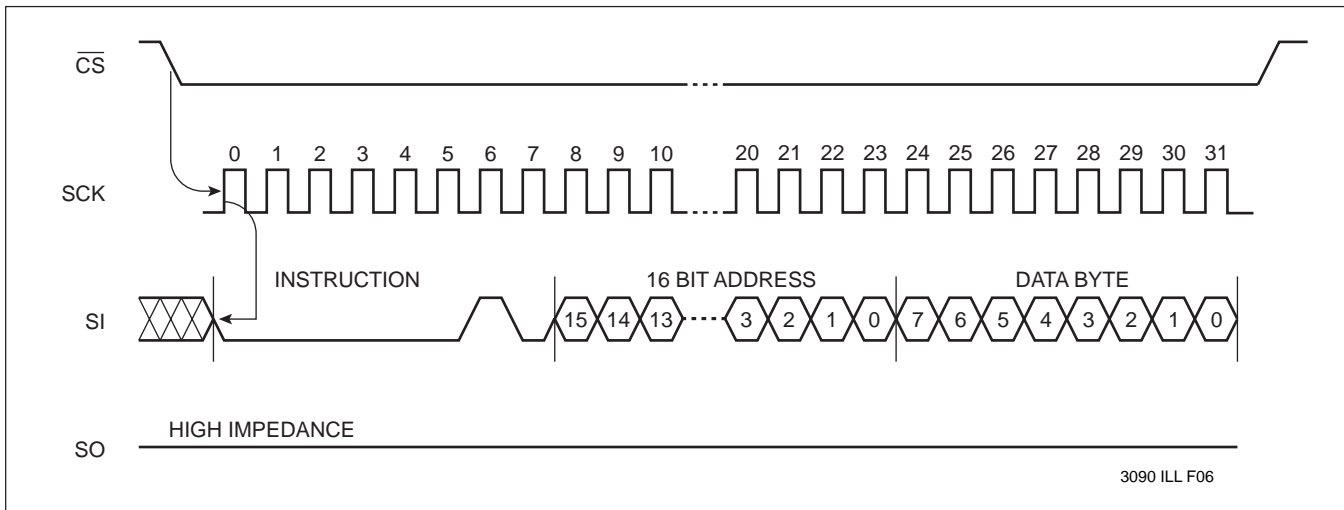 CS
0 1 2 3 4 5 6 7 8 9 10 20 21 22 23 24 25 26 27 28 29 30 31
SCK
INSTRUCTION 16 BIT ADDRESS DATA BYTE
SI 15 14 13 3 2 1 0 7 6 5 4 3 2 1 0
HIGH IMPEDANCE
SO
3090 ILL F06